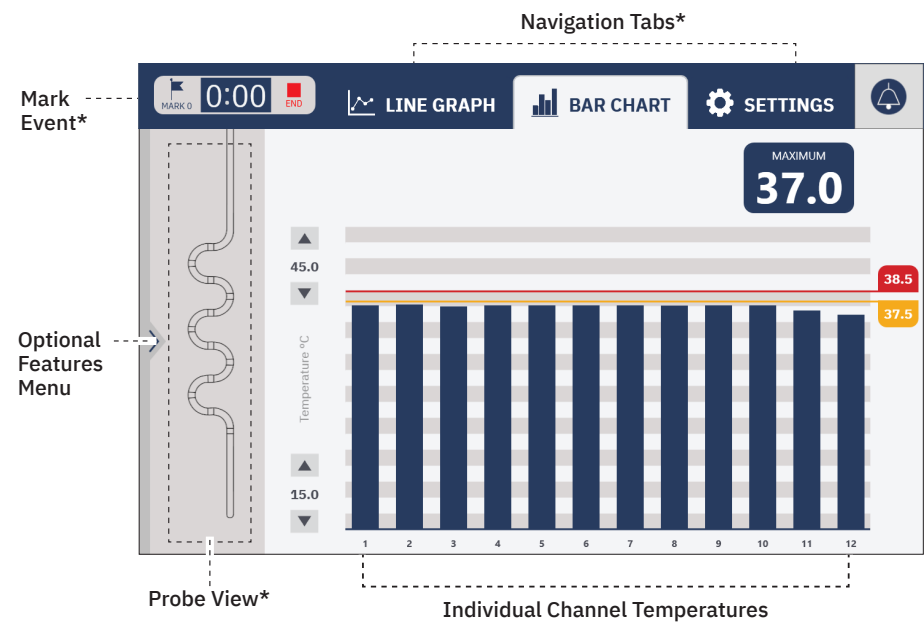 Navigation Tabs*
Mark
Event*
MARK 0
0:00
END
LINE GRAPH
BAR CHART
SETTINGS
MAXIMUM
37.0
45.0
38.5
37.5
Optional
Features
Menu
Temperature ºC
15.0
1 2 3 4 5 6 7 8 9 10 11 12
Probe View*
Individual Channel Temperatures